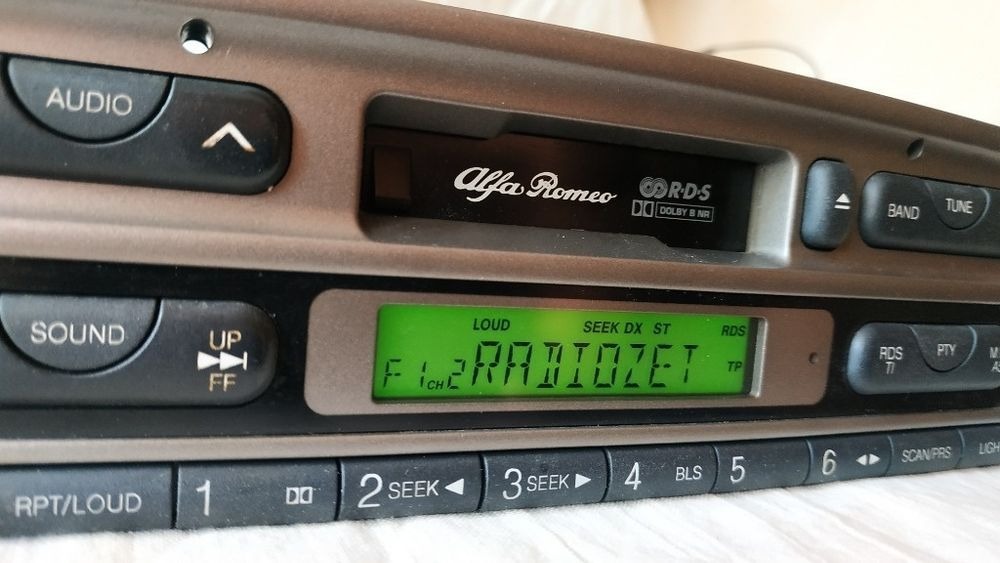 AUDIO
Alfa Romeo
R·D·S
DOLBY B NR
BAND
TUNE
SOUND
UP
FF
LOUD SEEK DX ST RDS
F 1 CH 2 RADIOZET TP
RDS
TI
PTY
RPT/LOUD
1
2 SEEK ◀
3 SEEK ▶
4 BLS
5
6 ◀▶
SCAN/PRS